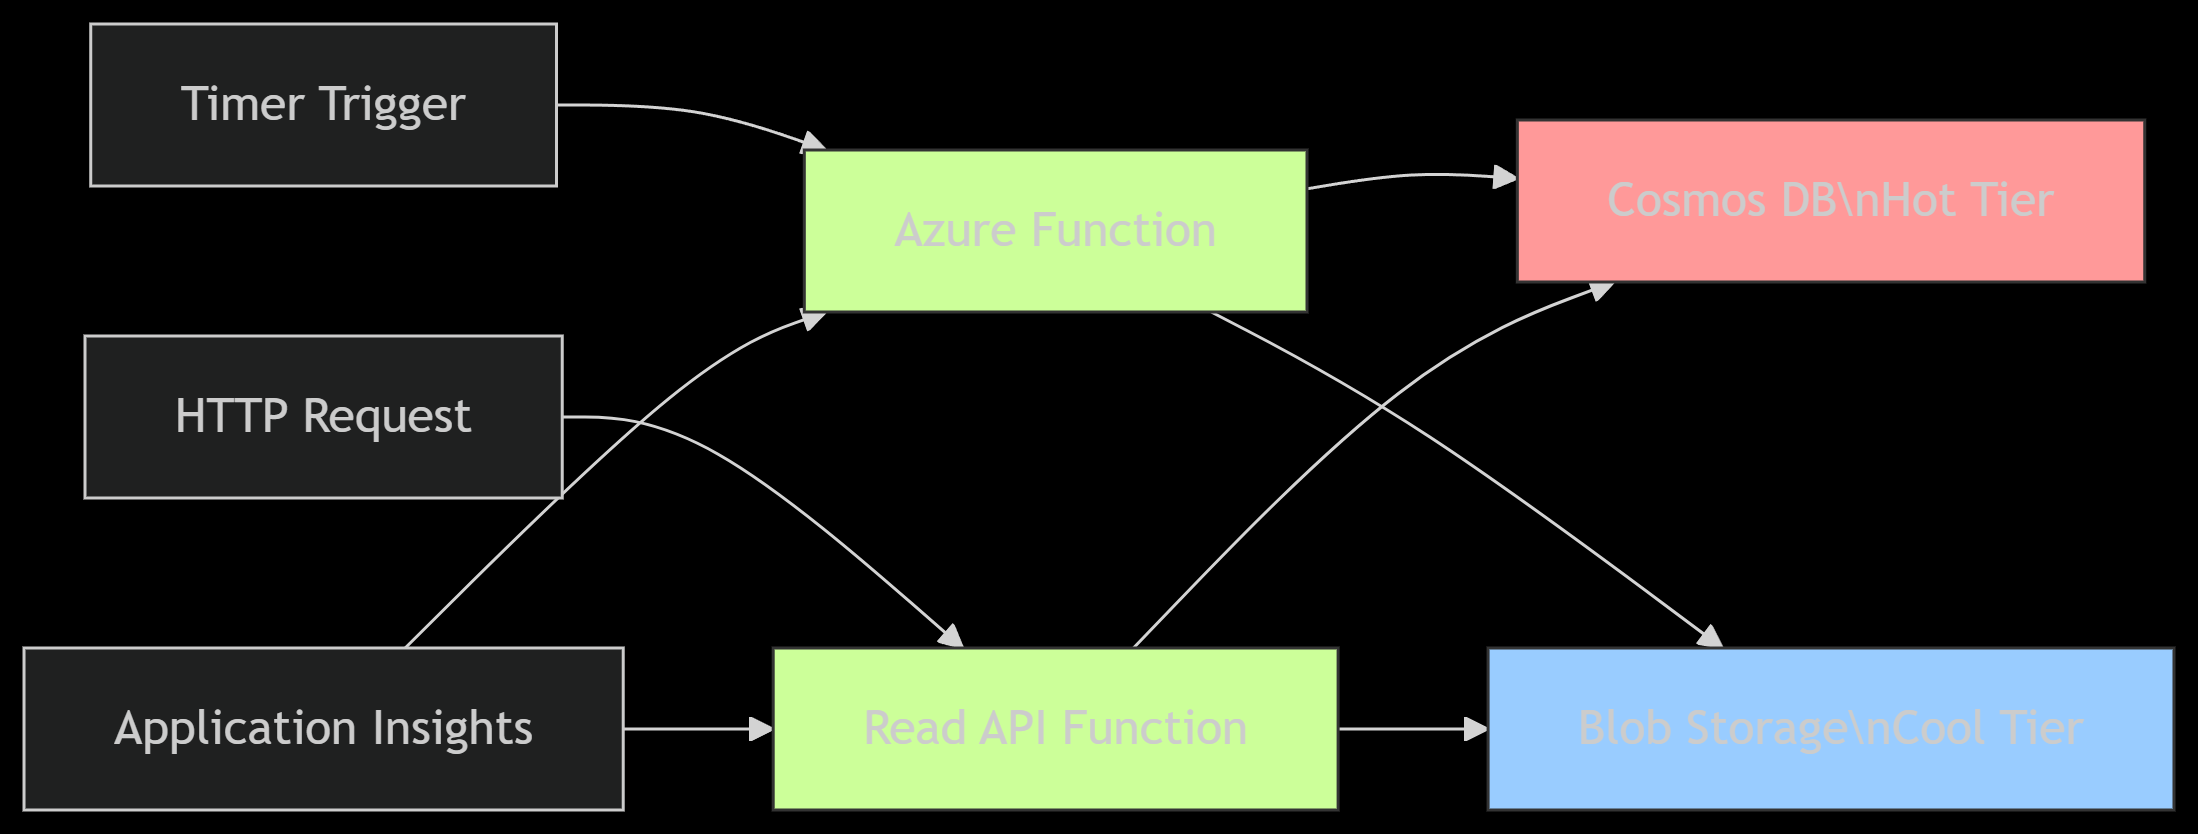 Timer Trigger
Azure Function
Cosmos DB\nHot Tier
HTTP Request
Application Insights
Read API Function
Blob Storage\nCool Tier